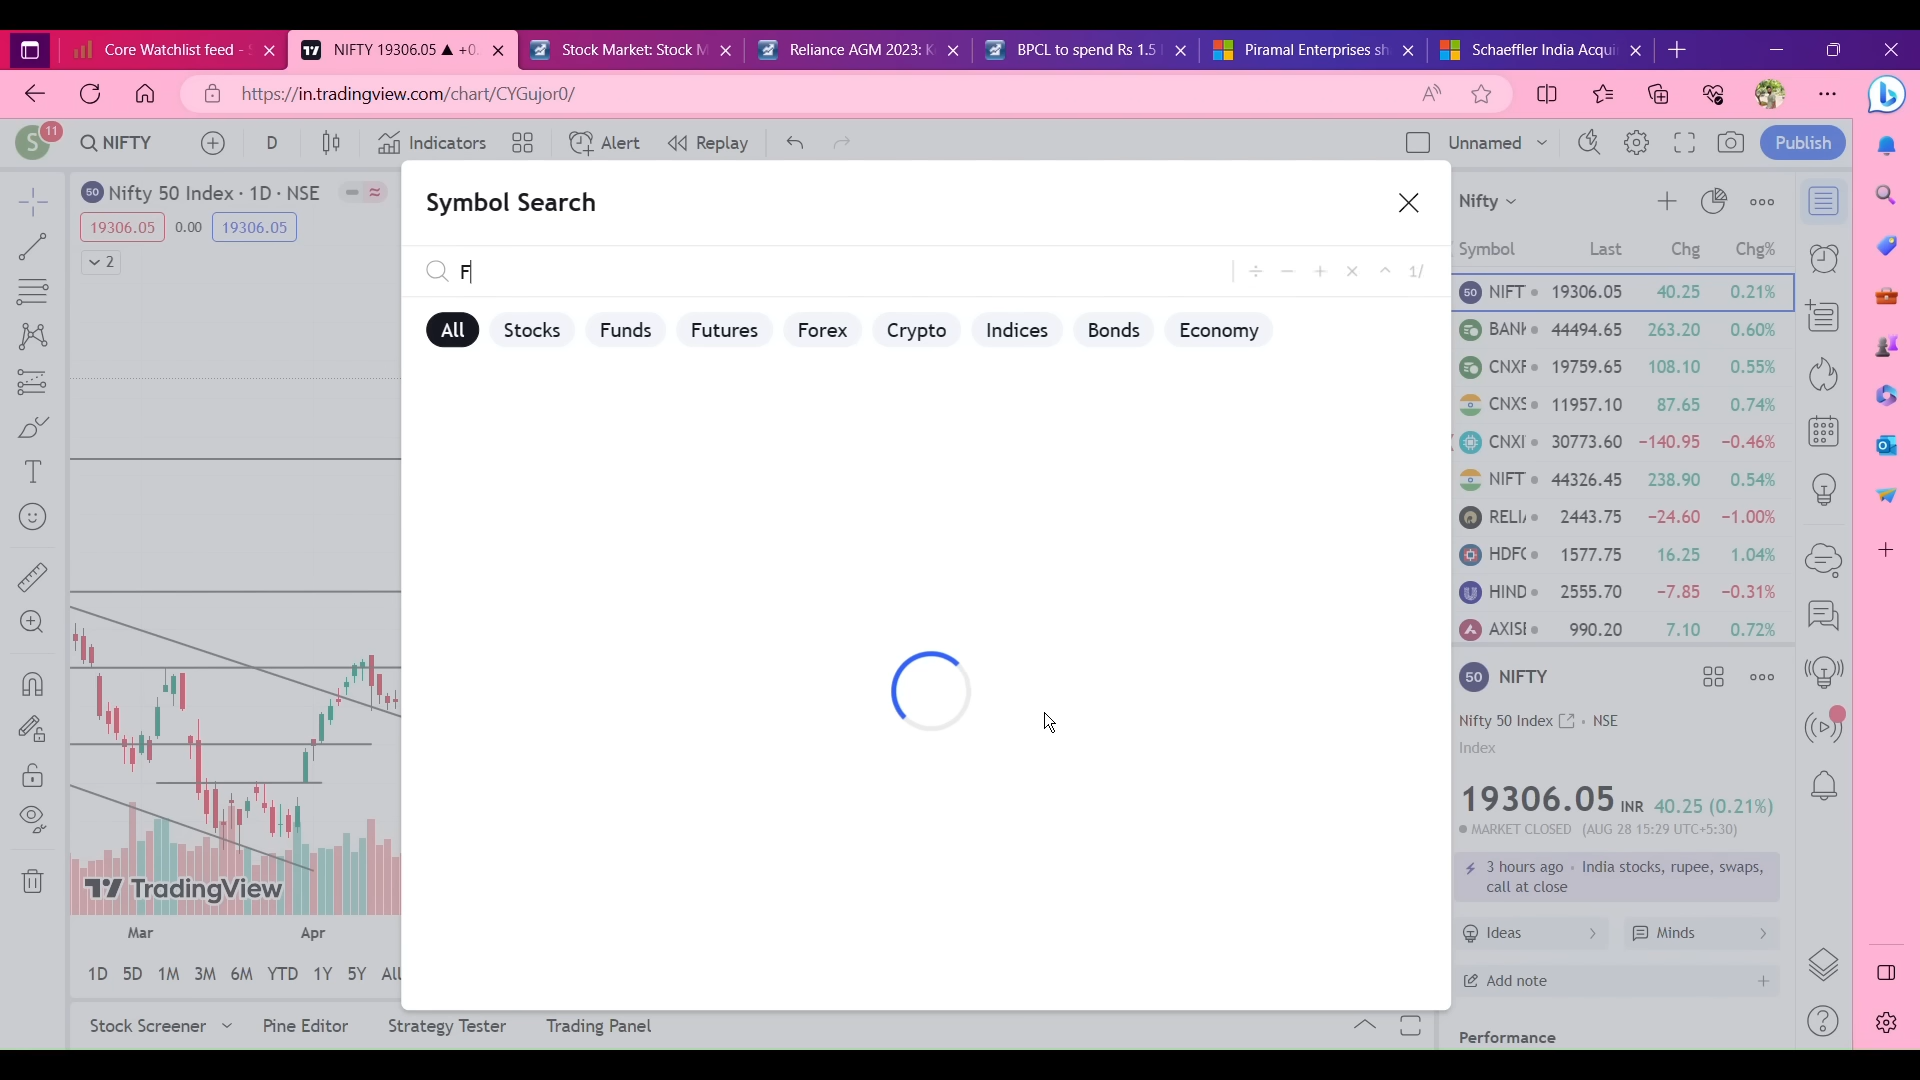 Core Watchlist feed - S
NIFTY 19306.05 ▲ +0.
Stock Market: Stock M
Reliance AGM 2023: K
BPCL to spend Rs 1.5
Piramal Enterprises sh
Schaeffler India Acqui
https://in.tradingview.com/chart/CYGujor0/
S 11
NIFTY
D
Indicators
Alert
Replay
Unnamed
Publish
50 Nifty 50 Index · 1D · NSE
19306.05 0.00 19306.05
2
Symbol Search
F
÷ − + × ^ 1/
All Stocks Funds Futures Forex Crypto Indices Bonds Economy
TradingView
Mar Apr
1D 5D 1M 3M 6M YTD 1Y 5Y All
Stock Screener Pine Editor Strategy Tester Trading Panel
Nifty
Symbol Last Chg Chg%
50 NIFT 19306.05 40.25 0.21%
BANK 44494.65 263.20 0.60%
CNXF 19759.65 108.10 0.55%
CNXS 11957.10 87.65 0.74%
CNXI 30773.60 −140.95 −0.46%
NIFT 44326.45 238.90 0.54%
RELI 2443.75 −24.60 −1.00%
HDFC 1577.75 16.25 1.04%
HIND 2555.70 −7.85 −0.31%
AXISI 990.20 7.10 0.72%
50 NIFTY
Nifty 50 Index · NSE
Index
19306.05 INR 40.25 (0.21%)
MARKET CLOSED (AUG 28 15:29 UTC+5:30)
3 hours ago · India stocks, rupee, swaps,
call at close
Ideas Minds
Add note
Performance